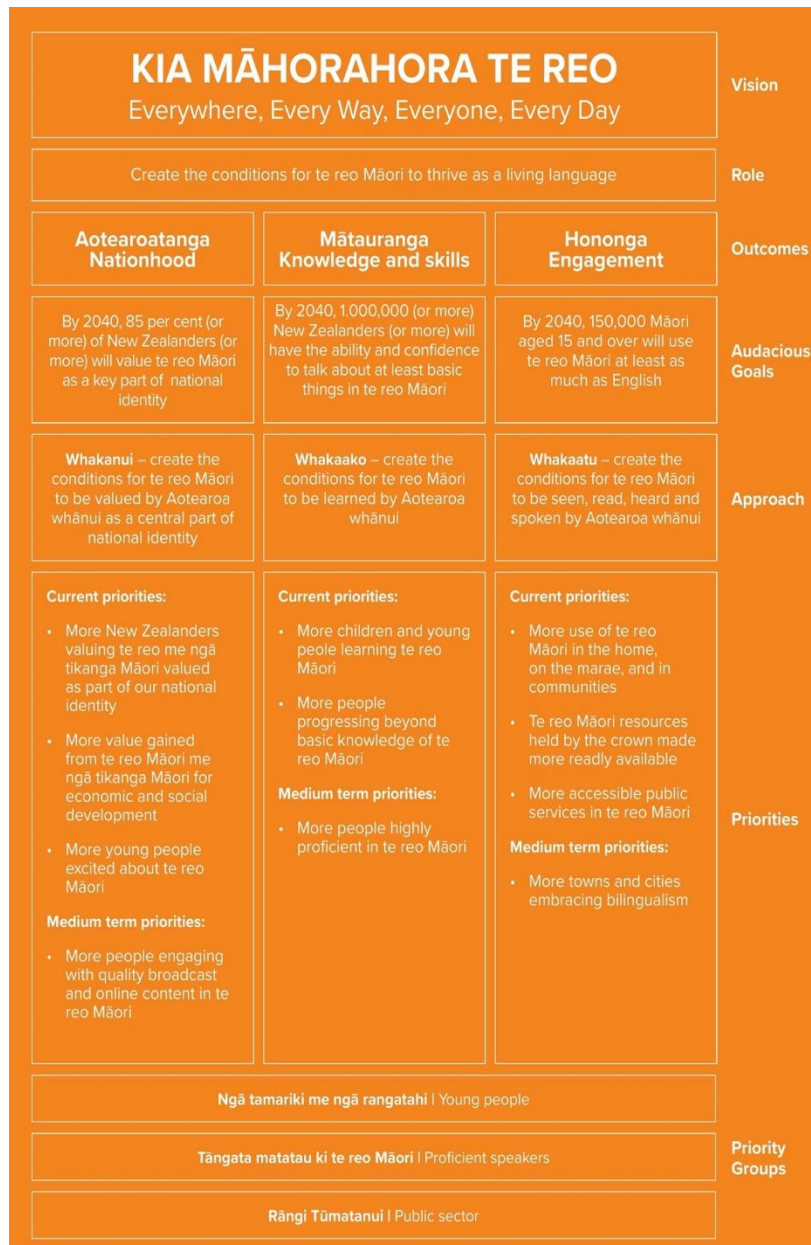 KIA MĀHORAHORA TE REO
Everywhere, Every Way, Everyone, Every Day
Vision
Create the conditions for te reo Māori to thrive as a living language
Role
Aotearoatanga
Nationhood
Mātauranga
Knowledge and skills
Hononga
Engagement
Outcomes
By 2040, 85 per cent (or
more) of New Zealanders (or
more) will value te reo Māori
as a key part of national
identity
By 2040, 1.000,000 (or more)
New Zealanders (or more) will
have the ability and confidence
to talk about at least basic
things in te reo Māori
By 2040, 150,000 Māori
aged 15 and over will use
te reo Māori at least as
much as English
Audacious
Goals
Whakanui – create the
conditions for te reo Māori
to be valued by Aotearoa
whānui as a central part of
national identity
Whakaako – create the
conditions for te reo Māori
to be learned by Aotearoa
whānui
Whakaatu – create the
conditions for te reo Māori
to be seen, read, heard and
spoken by Aotearoa whānui
Approach
Current priorities:
• More New Zealanders
valuing te reo me ngā
tikanga Māori valued
as part of our national
identity
• More value gained
from te reo Māori me
ngā tikanga Māori for
economic and social
development
• More young people
excited about te reo
Māori
Medium term priorities:
• More people engaging
with quality broadcast
and online content in te
reo Māori
Current priorities:
• More children and young
peole learning te reo
Māori
• More people
progressing beyond
basic knowledge of te
reo Māori
Medium term priorities:
• More people highly
proficient in te reo Māori
Current priorities:
• More use of te reo
Māori in the home,
on the marae, and in
communities
• Te reo Māori resources
held by the crown made
more readily available
• More accessible public
services in te reo Māori
Medium term priorities:
• More towns and cities
embracing bilingualism
Priorities
Ngā tamariki me ngā rangatahi | Young people
Tāngata matatau ki te reo Māori | Proficient speakers
Rāngi Tūmatanui | Public sector
Priority
Groups